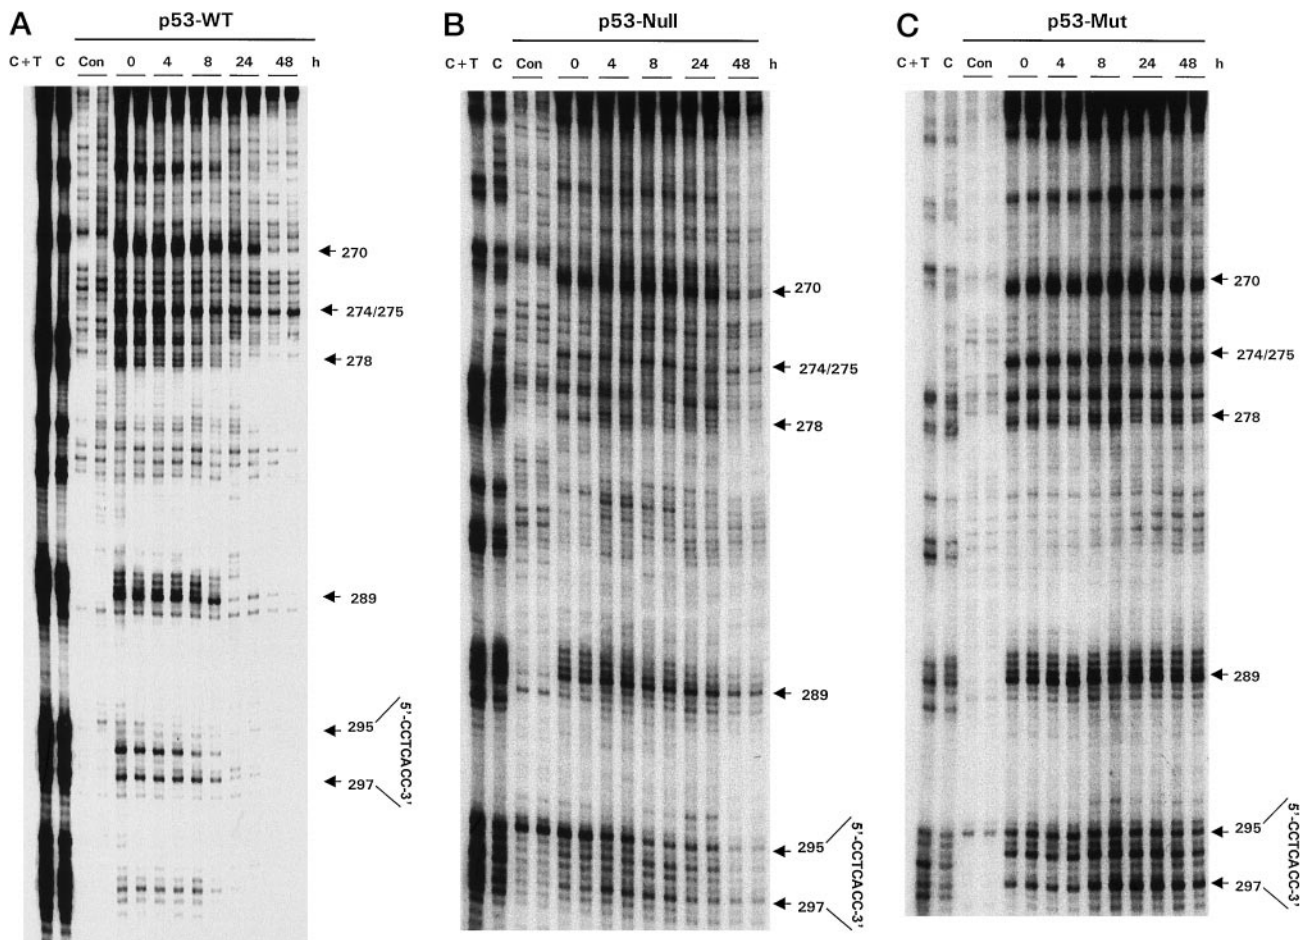 A
p53-WT
C + T C Con 0 4 8 24 48 h
270
274/275
278
289
295
297
5'-CCTCACC-3'
B
p53-Null
C + T C Con 0 4 8 24 48 h
270
274/275
278
289
295
297
5'-CCTCACC-3'
C
p53-Mut
C + T C Con 0 4 8 24 48 h
270
274/275
278
289
295
297
5'-CCTCACC-3'